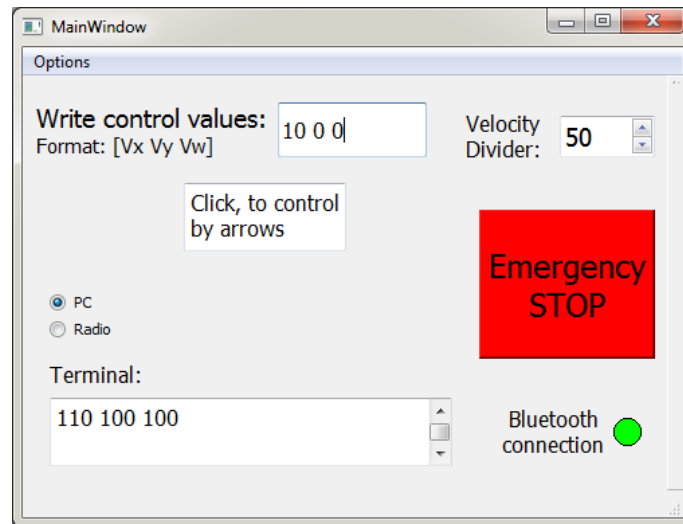 MainWindow
Options
Write control values:
Format: [Vx Vy Vw]
10 0 0
Velocity
Divider:
50
Click, to control
by arrows
Emergency
STOP
PC
Radio
Terminal:
110 100 100
Bluetooth
connection